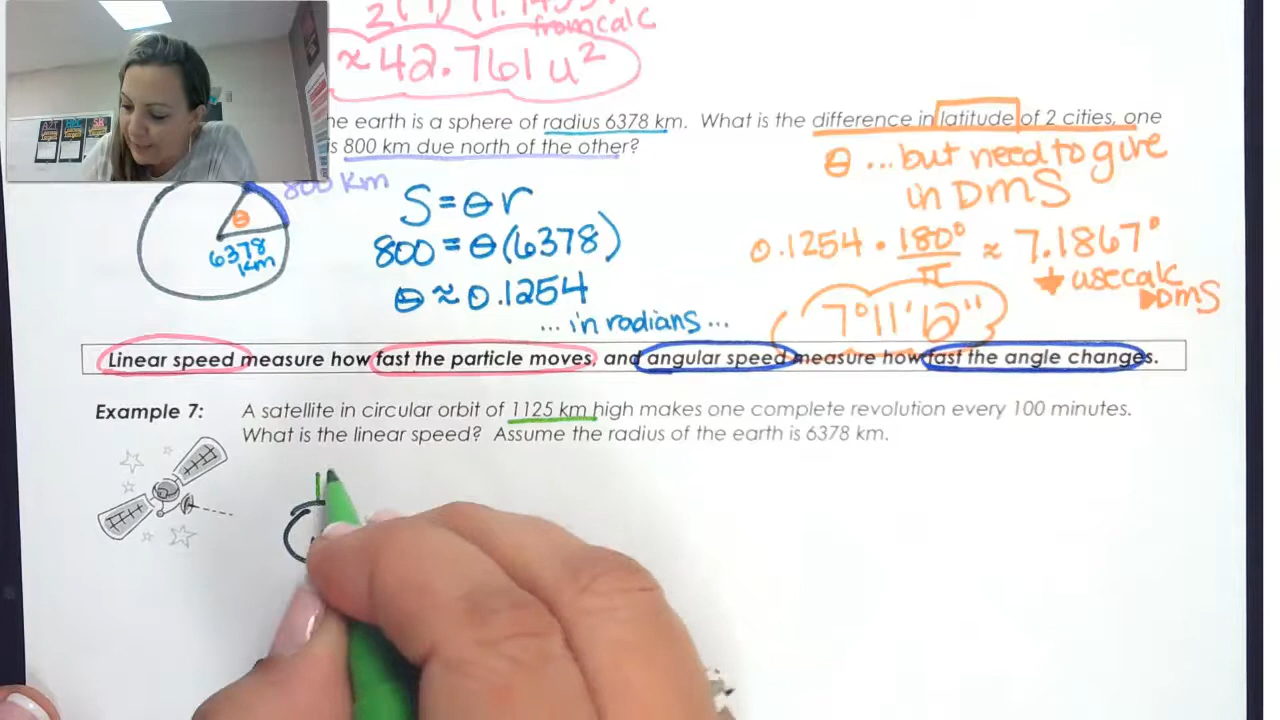 from calc
≈ 42.761 u²
he earth is a sphere of radius 6378 km. What is the difference in latitude of 2 cities, one
is 800 km due north of the other?
800 km
θ
6378
km
S = θr
800 = θ(6378)
θ ≈ 0.1254
...in radians...
θ ...but need to give
in DMS
0.1254 · 180°/π ≈ 7.1867°
use calc
▶DMS
7°11'12"
Linear speed measure how fast the particle moves, and angular speed measure how fast the angle changes.
Example 7: A satellite in circular orbit of 1125 km high makes one complete revolution every 100 minutes.
What is the linear speed? Assume the radius of the earth is 6378 km.